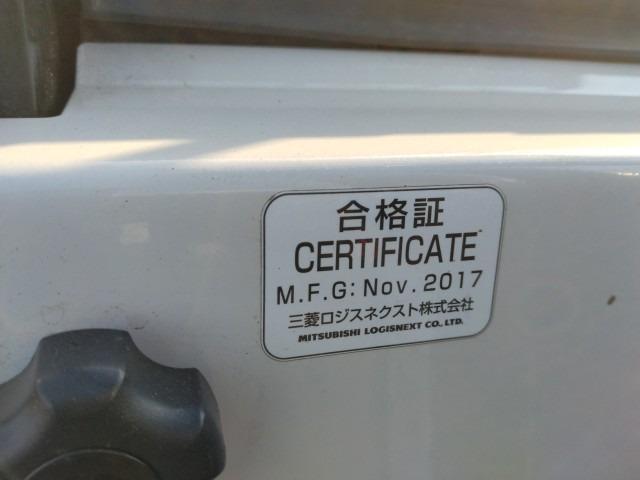 合格証
CERTIFICATE
M.F.G: Nov. 2017
三菱ロジスネクスト株式会社
MITSUBISHI LOGISNEXT CO., LTD.